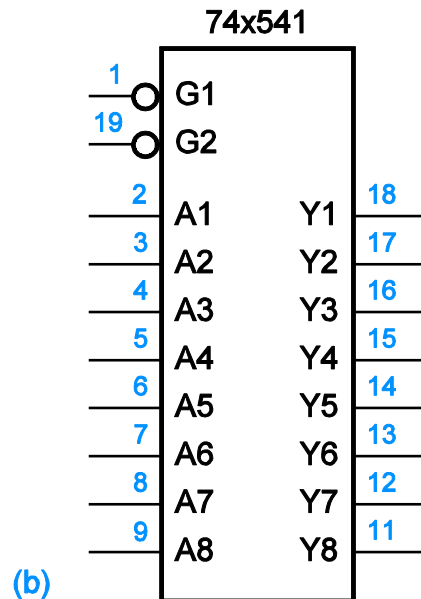 74x541
1 G1
19 G2
2 A1 Y1 18
3 A2 Y2 17
4 A3 Y3 16
5 A4 Y4 15
6 A5 Y5 14
7 A6 Y6 13
8 A7 Y7 12
9 A8 Y8 11
(b)